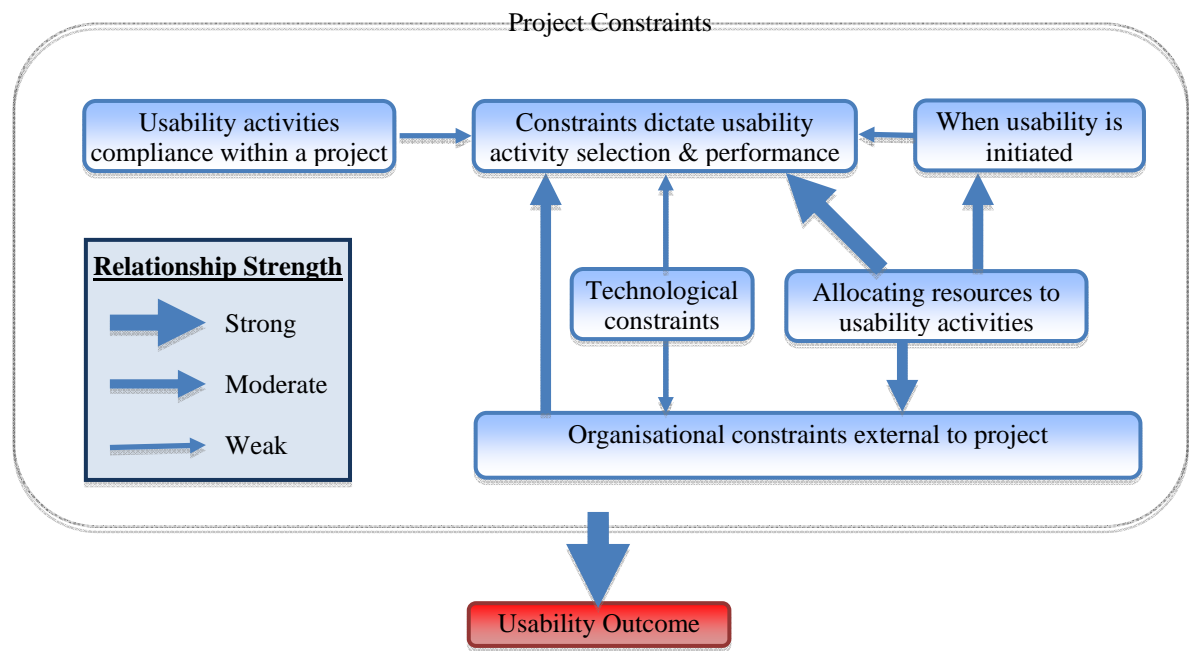 Project Constraints
Usability activities
compliance within a project
Constraints dictate usability
activity selection & performance
When usability is
initiated
Relationship Strength
Strong
Moderate
Weak
Technological
constraints
Allocating resources to
usability activities
Organisational constraints external to project
Usability Outcome